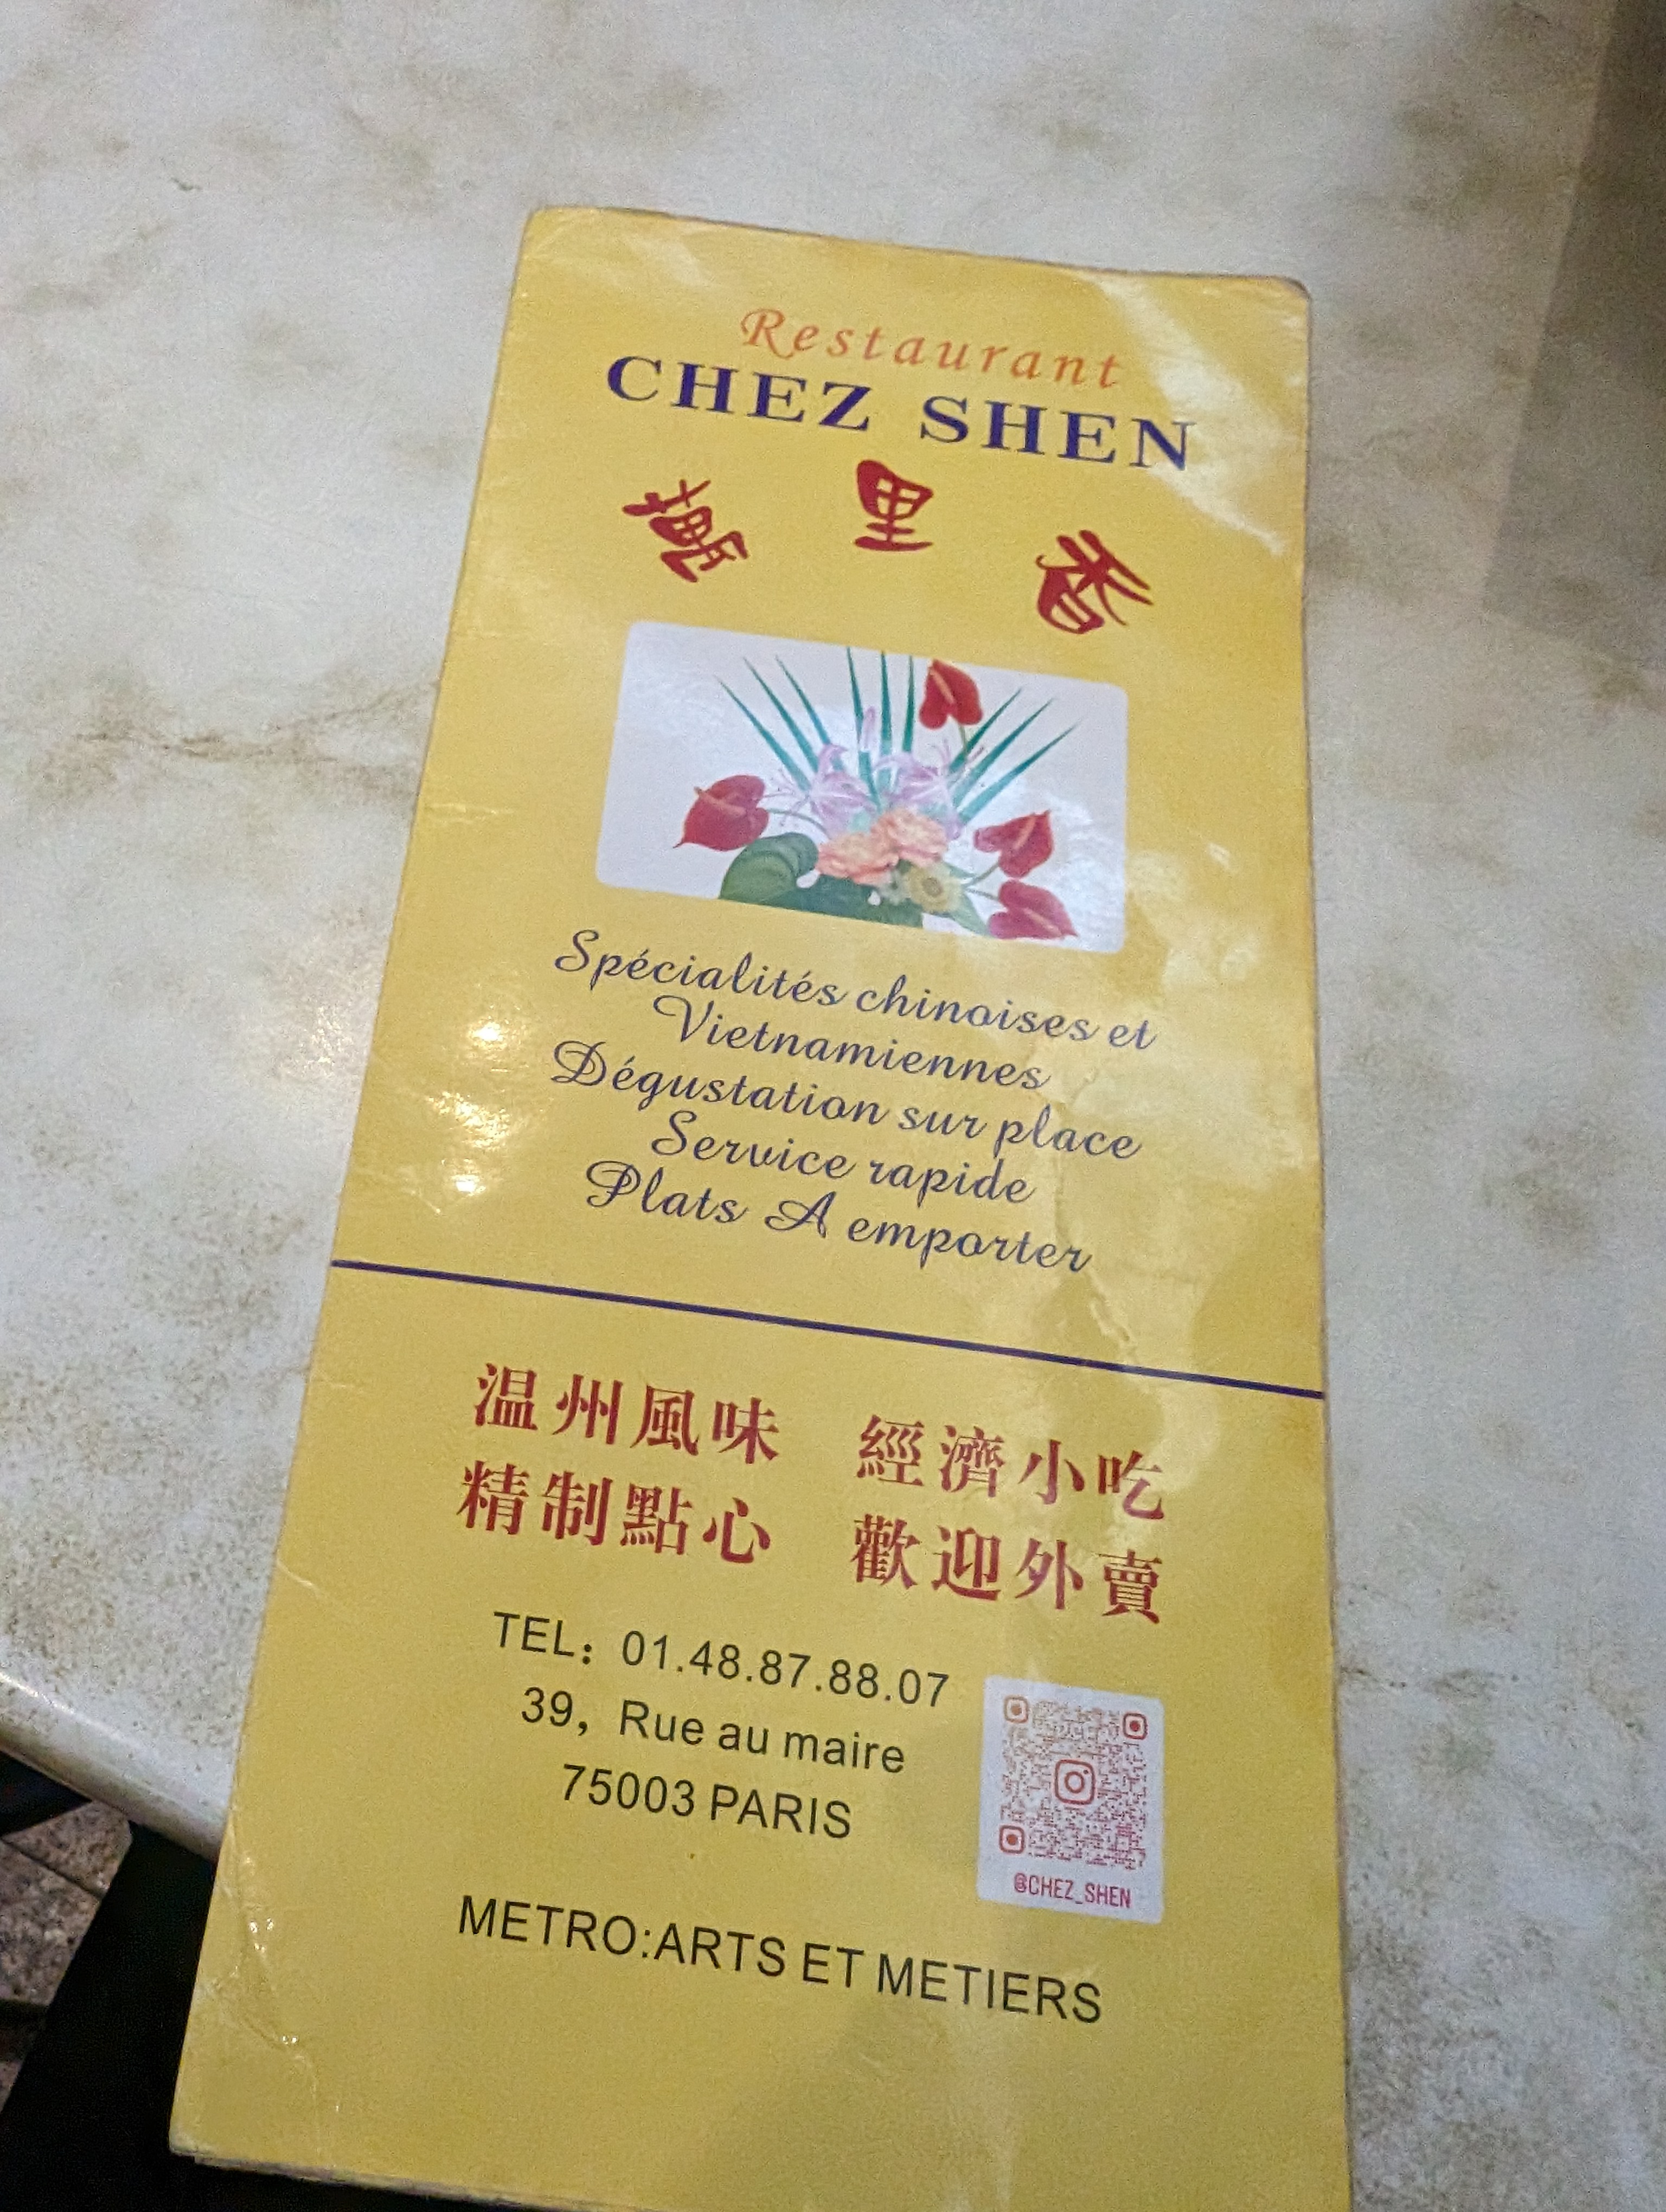 Restaurant
CHEZ SHEN
萬里香
Spécialités chinoises et
Vietnamiennes
Dégustation sur place
Service rapide
Plats A emporter
温州風味 經濟小吃
精制點心 歡迎外賣
TEL：01.48.87.88.07
39，Rue au maire
75003 PARIS
@CHEZ_SHEN
METRO:ARTS ET METIERS